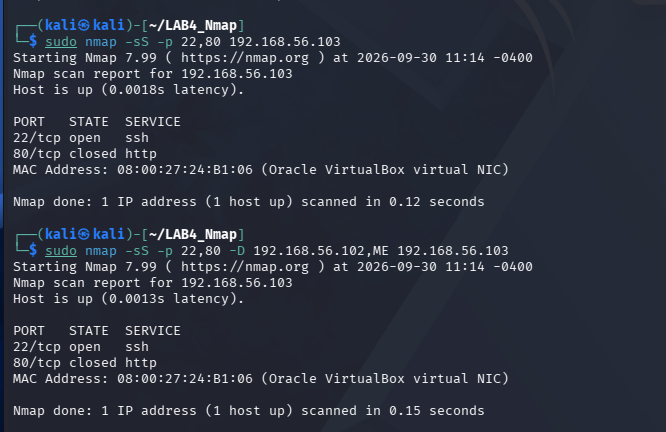 ┌──(kali㉿kali)-[~/LAB4_Nmap]
└─$ sudo nmap -sS -p 22,80 192.168.56.103
Starting Nmap 7.99 ( https://nmap.org ) at 2026-09-30 11:14 -0400
Nmap scan report for 192.168.56.103
Host is up (0.0018s latency).

PORT   STATE  SERVICE
22/tcp open   ssh
80/tcp closed http
MAC Address: 08:00:27:24:B1:06 (Oracle VirtualBox virtual NIC)

Nmap done: 1 IP address (1 host up) scanned in 0.12 seconds

┌──(kali㉿kali)-[~/LAB4_Nmap]
└─$ sudo nmap -sS -p 22,80 -D 192.168.56.102,ME 192.168.56.103
Starting Nmap 7.99 ( https://nmap.org ) at 2026-09-30 11:14 -0400
Nmap scan report for 192.168.56.103
Host is up (0.0013s latency).

PORT   STATE  SERVICE
22/tcp open   ssh
80/tcp closed http
MAC Address: 08:00:27:24:B1:06 (Oracle VirtualBox virtual NIC)

Nmap done: 1 IP address (1 host up) scanned in 0.15 seconds